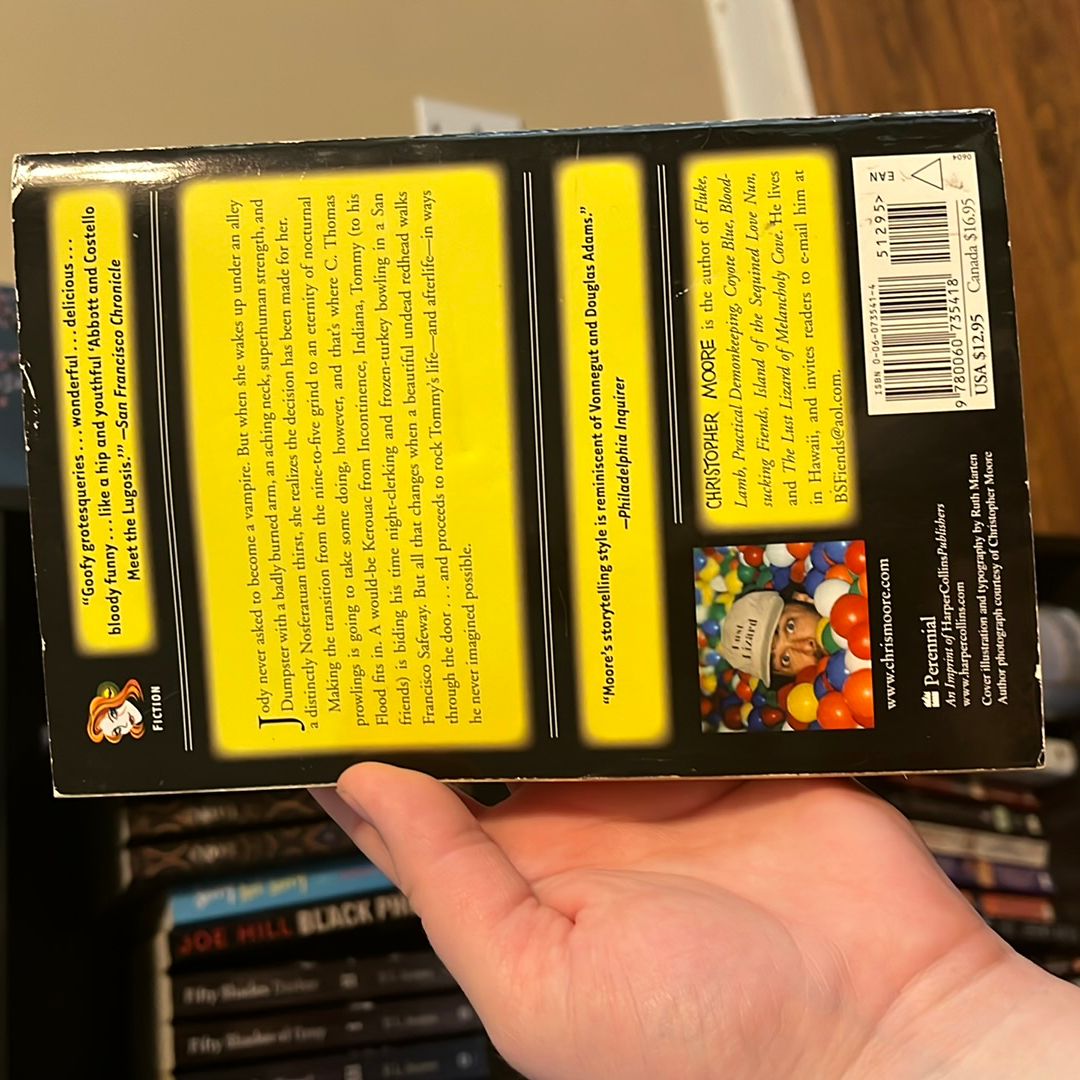 "Goofy grotesqueries . . . wonderful . . . delicious . . .
bloody funny . . . like a hip and youthful 'Abbott and Costello
Meet the Lugosis.'" —San Francisco Chronicle
FICTION
Jody never asked to become a vampire. But when she wakes up under an alley
Dumpster with a badly burned arm, an aching neck, superhuman strength, and
a distinctly Nosferatuan thirst, she realizes the decision has been made for her.
Making the transition from the nine-to-five grind to an eternity of nocturnal
prowlings is going to take some doing, however, and that's where C. Thomas
Flood fits in. A would-be Kerouac from Incontinence, Indiana, Tommy (to his
friends) is biding his time night-clerking and frozen-turkey bowling in a San
Francisco Safeway. But all that changes when a beautiful undead redhead walks
through the door . . . and proceeds to rock Tommy's life—and afterlife—in ways
he never imagined possible.
"Moore's storytelling style is reminiscent of Vonnegut and Douglas Adams."
—Philadelphia Inquirer
CHRISTOPHER MOORE is the author of Fluke,
Lamb, Practical Demonkeeping, Coyote Blue, Blood-
sucking Fiends, Island of the Sequined Love Nun,
and The Lust Lizard of Melancholy Cove. He lives
in Hawaii, and invites readers to e-mail him at
BSFiends@aol.com.
Lust
Lizard
www.chrismoore.com
Perennial
An Imprint of HarperCollinsPublishers
www.harpercollins.com
Cover illustration and typography by Ruth Marten
Author photograph courtesy of Christopher Moore
ISBN 0-06-073541-4
51295>
EAN
0604
9 780060 735418
USA $12.95
Canada $16.95
JOE HILL BLACK PH
Fifty Shades Darker
Fifty Shades of Grey